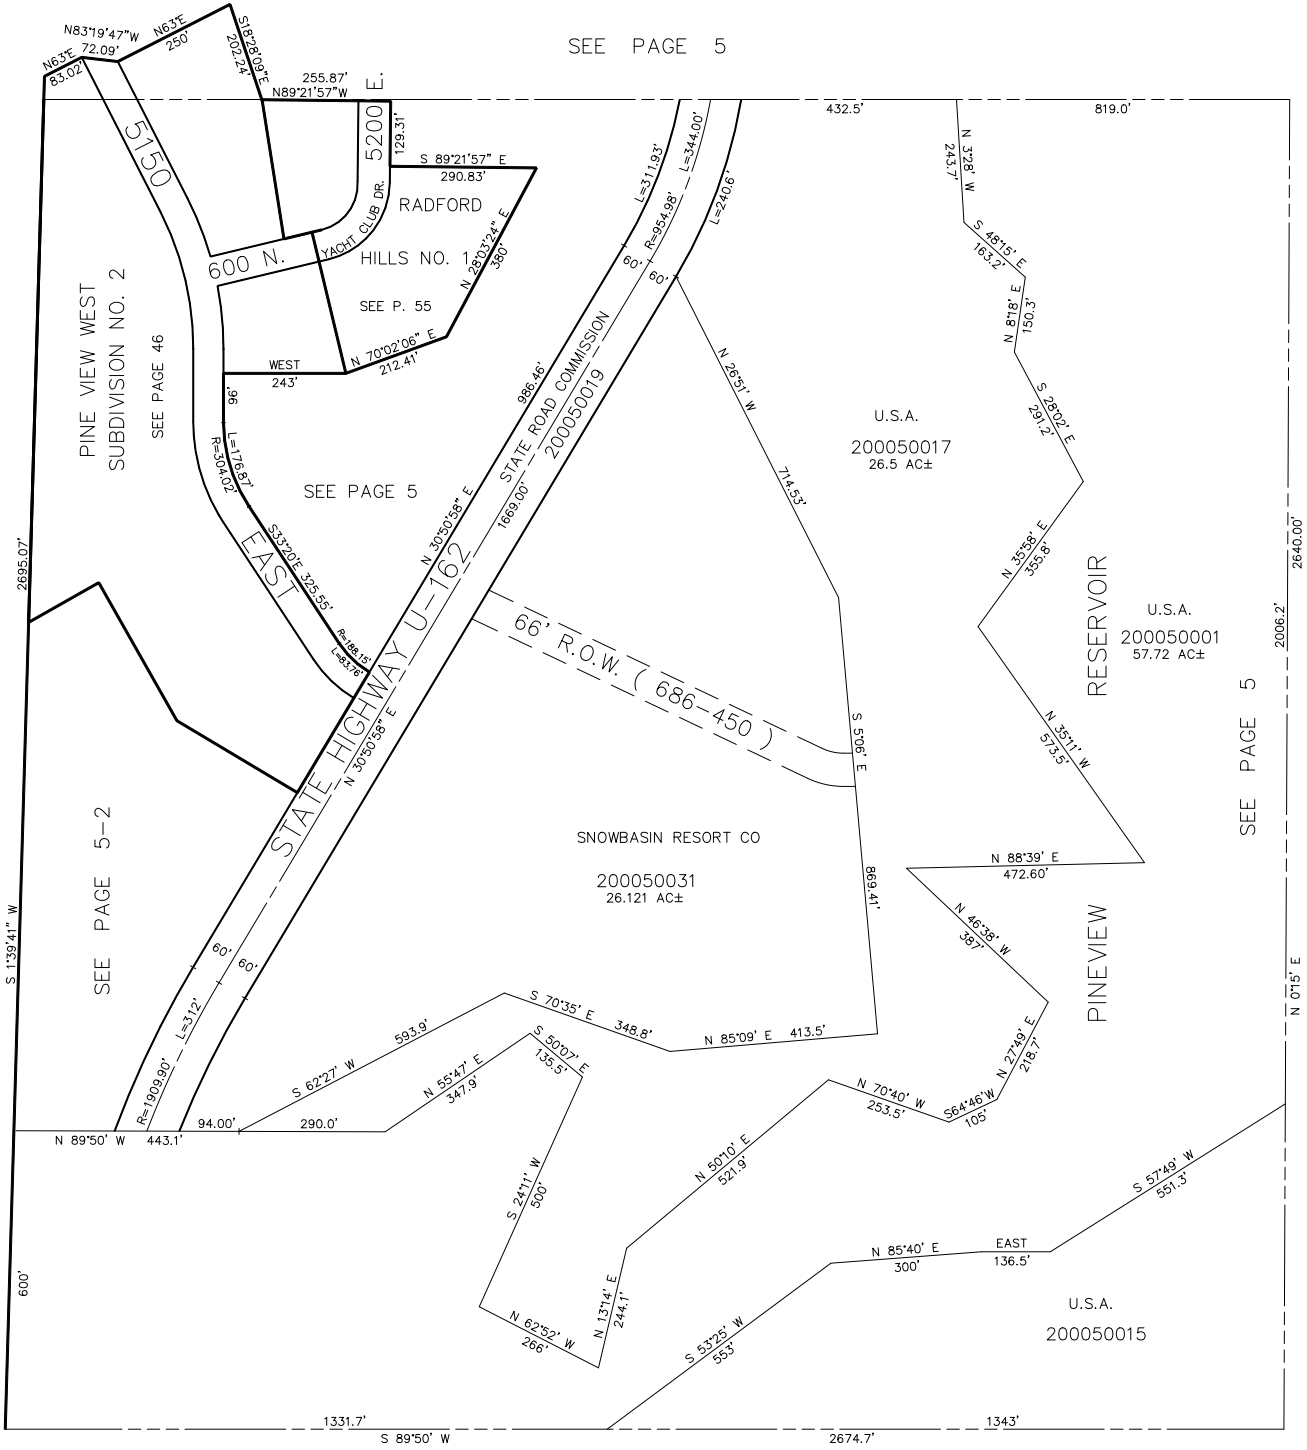 SEE PAGE 5
N83°19'47"W
72.09'
N63°E
83.02'
N63°E
250'
S18°28'09"E
202.24'
255.87'
N89°21'57"W
5200 E.
129.31'
S 89°21'57" E
290.83'
RADFORD
HILLS NO. 1
SEE P. 55
N 28°03'24" E
380'
N 70°02'06" E
212.41'
WEST
243'
5150
600 N.
YACHT CLUB DR.
PINE VIEW WEST
SUBDIVISION NO. 2
SEE PAGE 46
96'
L=176.87'
R=304.02'
SEE PAGE 5
S33°20'E 325.55'
EAST
R=188.15'
L=83.76'
2695.07'
S 1°39'41" W
SEE PAGE 5-2
L=311.93'
L=344.00'
R=954.98'
L=240.6'
60' 60'
986.46'
STATE ROAD COMMISSION
200050019
1669.00'
N 30°50'58" E
STATE HIGHWAY U-162
N 30°50'58" E
66' R.O.W. ( 686-450 )
60' 60'
L=312'
R=1909.90'
432.5'
819.0'
N 3°28' W
243.7'
S 48°15' E
163.2'
N 8°18' E
150.3'
S 28°02' E
291.2'
N 35°58' E
355.8'
N 35°11' W
573.5'
N 88°39' E
472.60'
N 46°38' W
387'
N 27°49' E
218.7'
S64°46'W
105'
N 70°40' W
253.5'
N 50°10' E
521.9'
N 13°14' E
244.1'
N 62°52' W
266'
S 24°11' W
500'
S 50°07' E
135.5'
N 55°47' E
347.9'
290.0'
94.00'
N 89°50' W 443.1'
S 62°27' W
593.9'
S 70°35' E
348.8'
N 85°09' E 413.5'
N 26°51' W
714.53'
S 5°06' E
869.41'
U.S.A.
200050017
26.5 AC±
SNOWBASIN RESORT CO
200050031
26.121 AC±
U.S.A.
200050001
57.72 AC±
PINEVIEW RESERVOIR
SEE PAGE 5
2640.00'
2006.2'
N 0°15' E
S 57°49' W
551.3'
EAST
136.5'
N 85°40' E
300'
S 53°25' W
553'
U.S.A.
200050015
600'
1331.7'
1343'
S 89°50' W
2674.7'